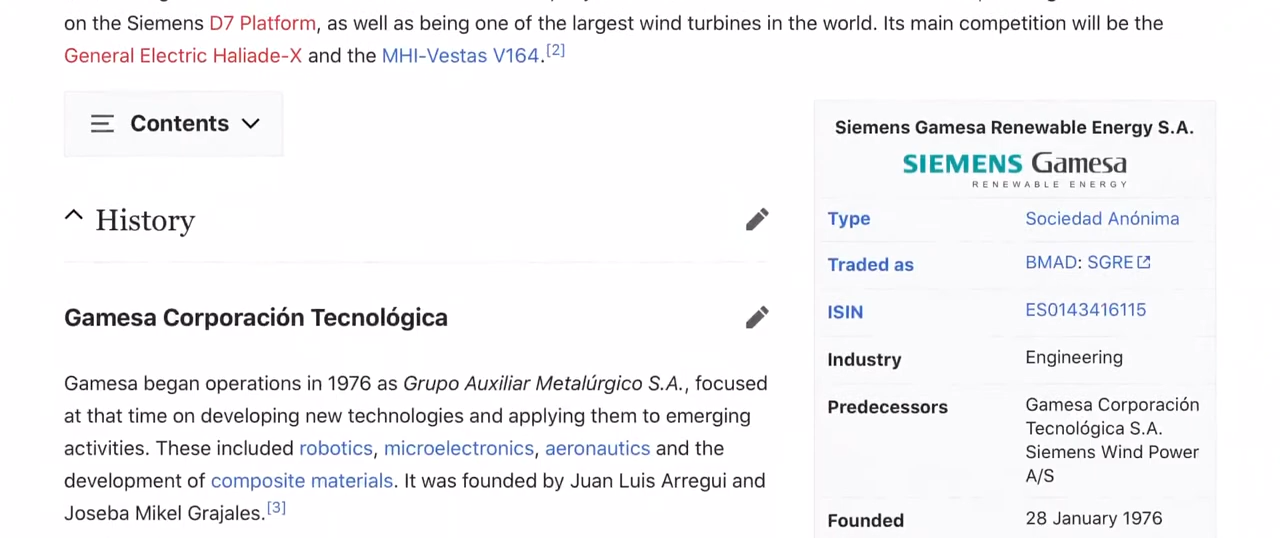 on the Siemens D7 Platform, as well as being one of the largest wind turbines in the world. Its main competition will be the
General Electric Haliade-X and the MHI-Vestas V164.[2]
Contents
History
Gamesa Corporación Tecnológica
Gamesa began operations in 1976 as Grupo Auxiliar Metalúrgico S.A., focused
at that time on developing new technologies and applying them to emerging
activities. These included robotics, microelectronics, aeronautics and the
development of composite materials. It was founded by Juan Luis Arregui and
Joseba Mikel Grajales.[3]
Siemens Gamesa Renewable Energy S.A.
SIEMENS Gamesa
RENEWABLE ENERGY
Type Sociedad Anónima
Traded as BMAD: SGRE
ISIN ES0143416115
Industry Engineering
Predecessors Gamesa Corporación
Tecnológica S.A.
Siemens Wind Power
A/S
Founded 28 January 1976